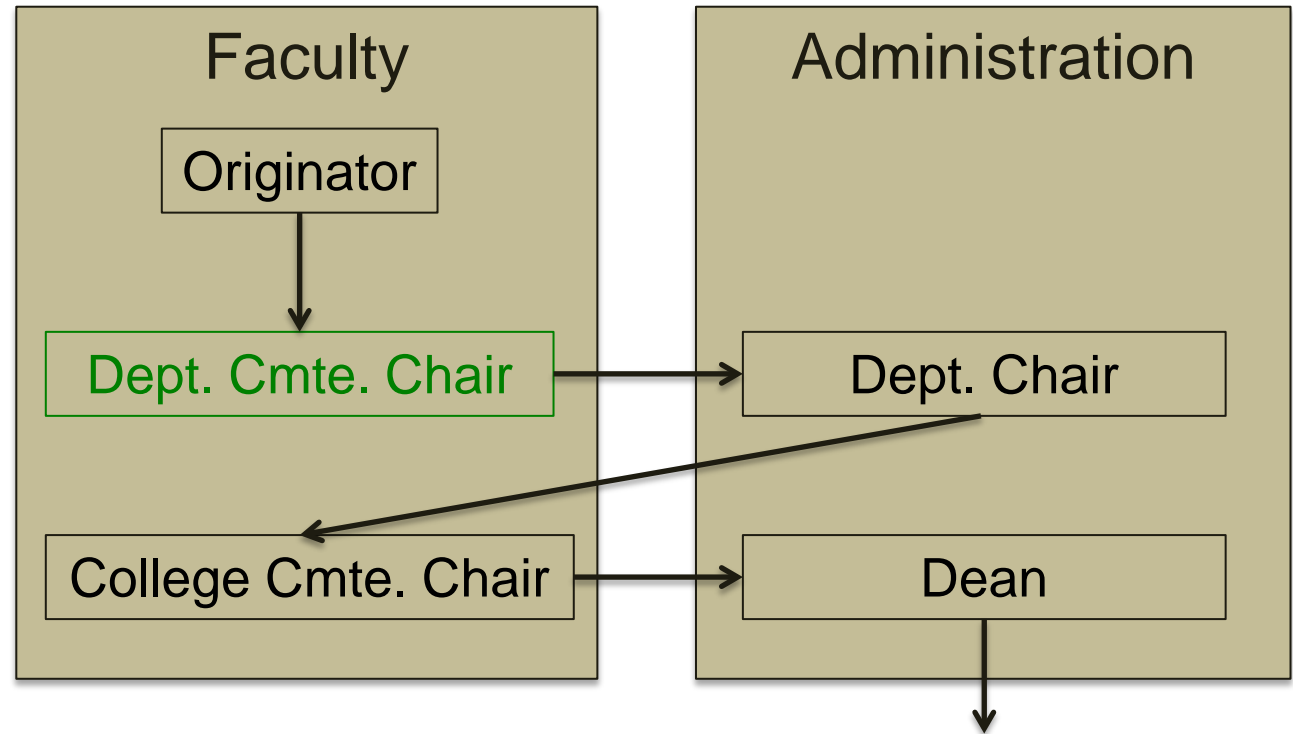 Faculty
Administration
Originator
Dept. Cmte. Chair
Dept. Chair
College Cmte. Chair
Dean